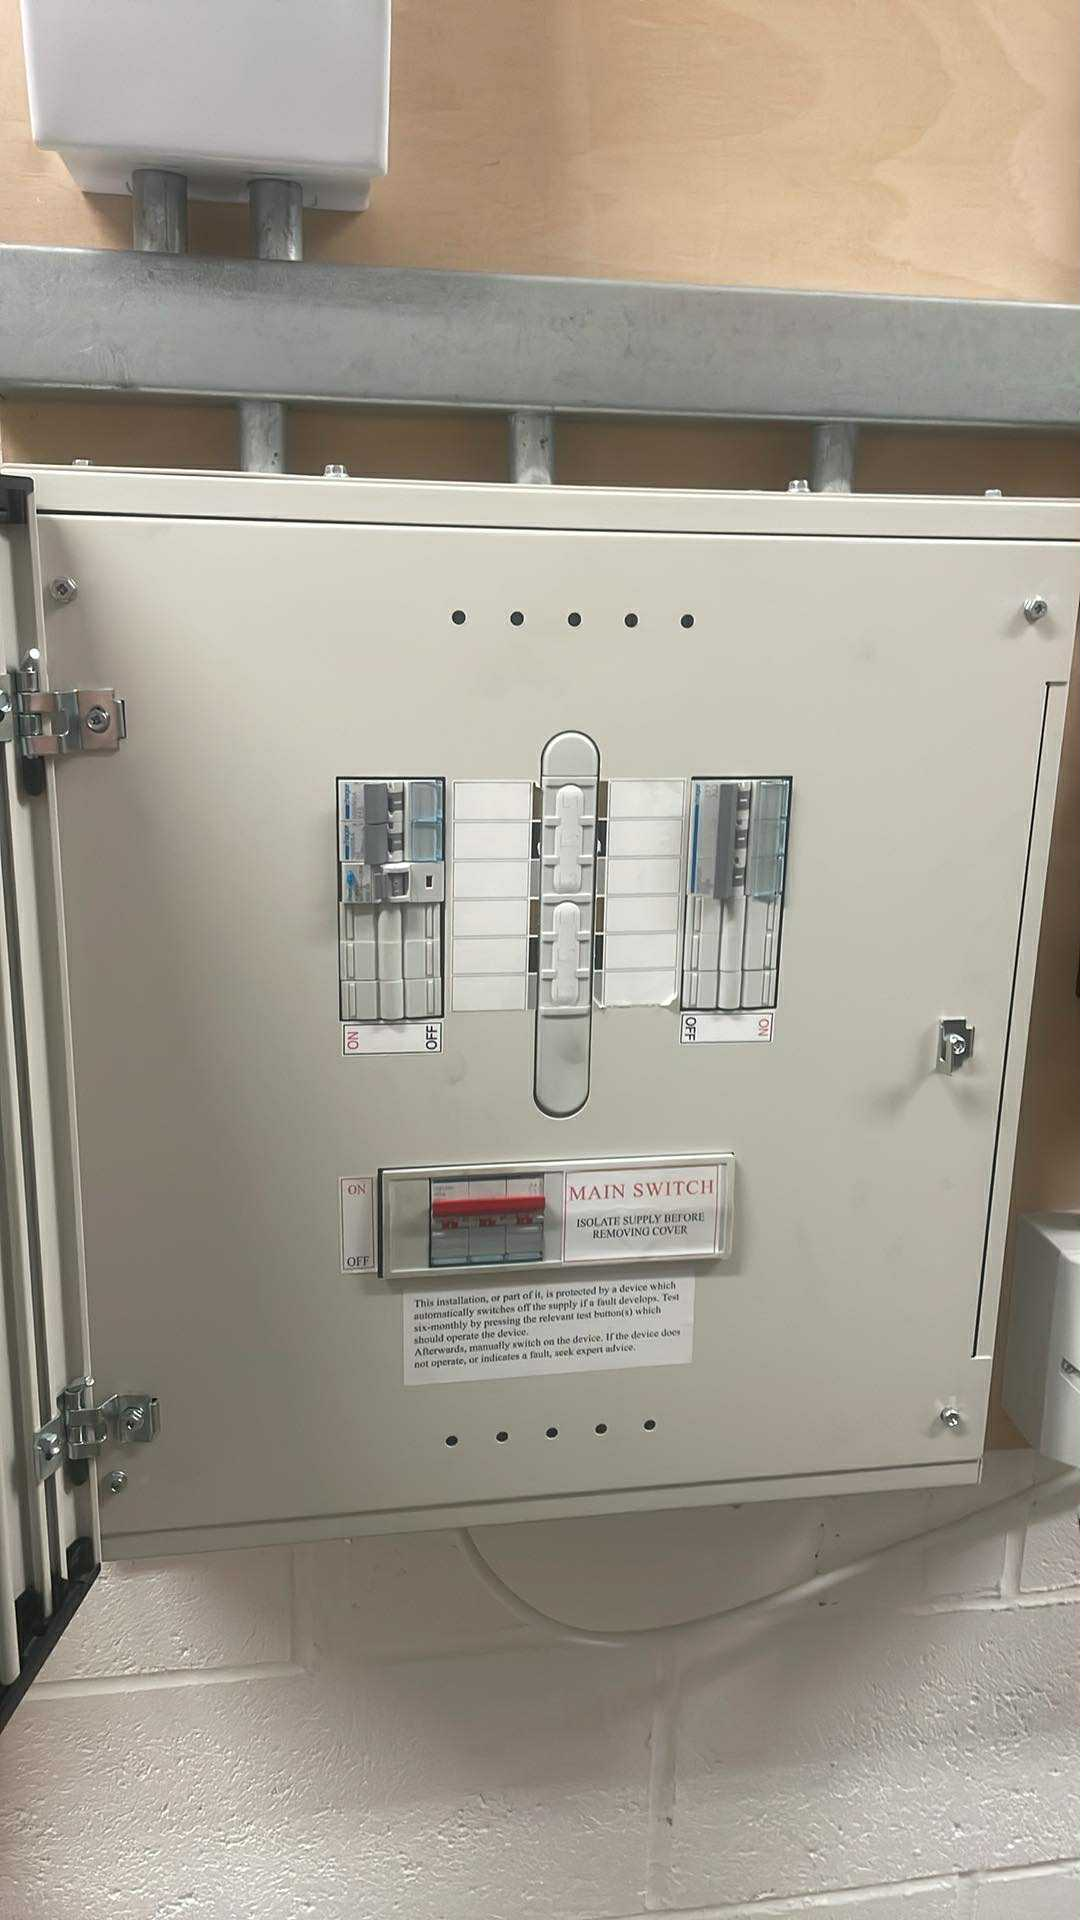 hager
ON
OFF
OFF
ON
ON
OFF
MAIN SWITCH
ISOLATE SUPPLY BEFORE
REMOVING COVER
This installation, or part of it, is protected by a device which
automatically switches off the supply if a fault develops. Test
six-monthly by pressing the relevant test button(s) which
should operate the device.
Afterwards, manually switch on the device. If the device does
not operate, or indicates a fault, seek expert advice.